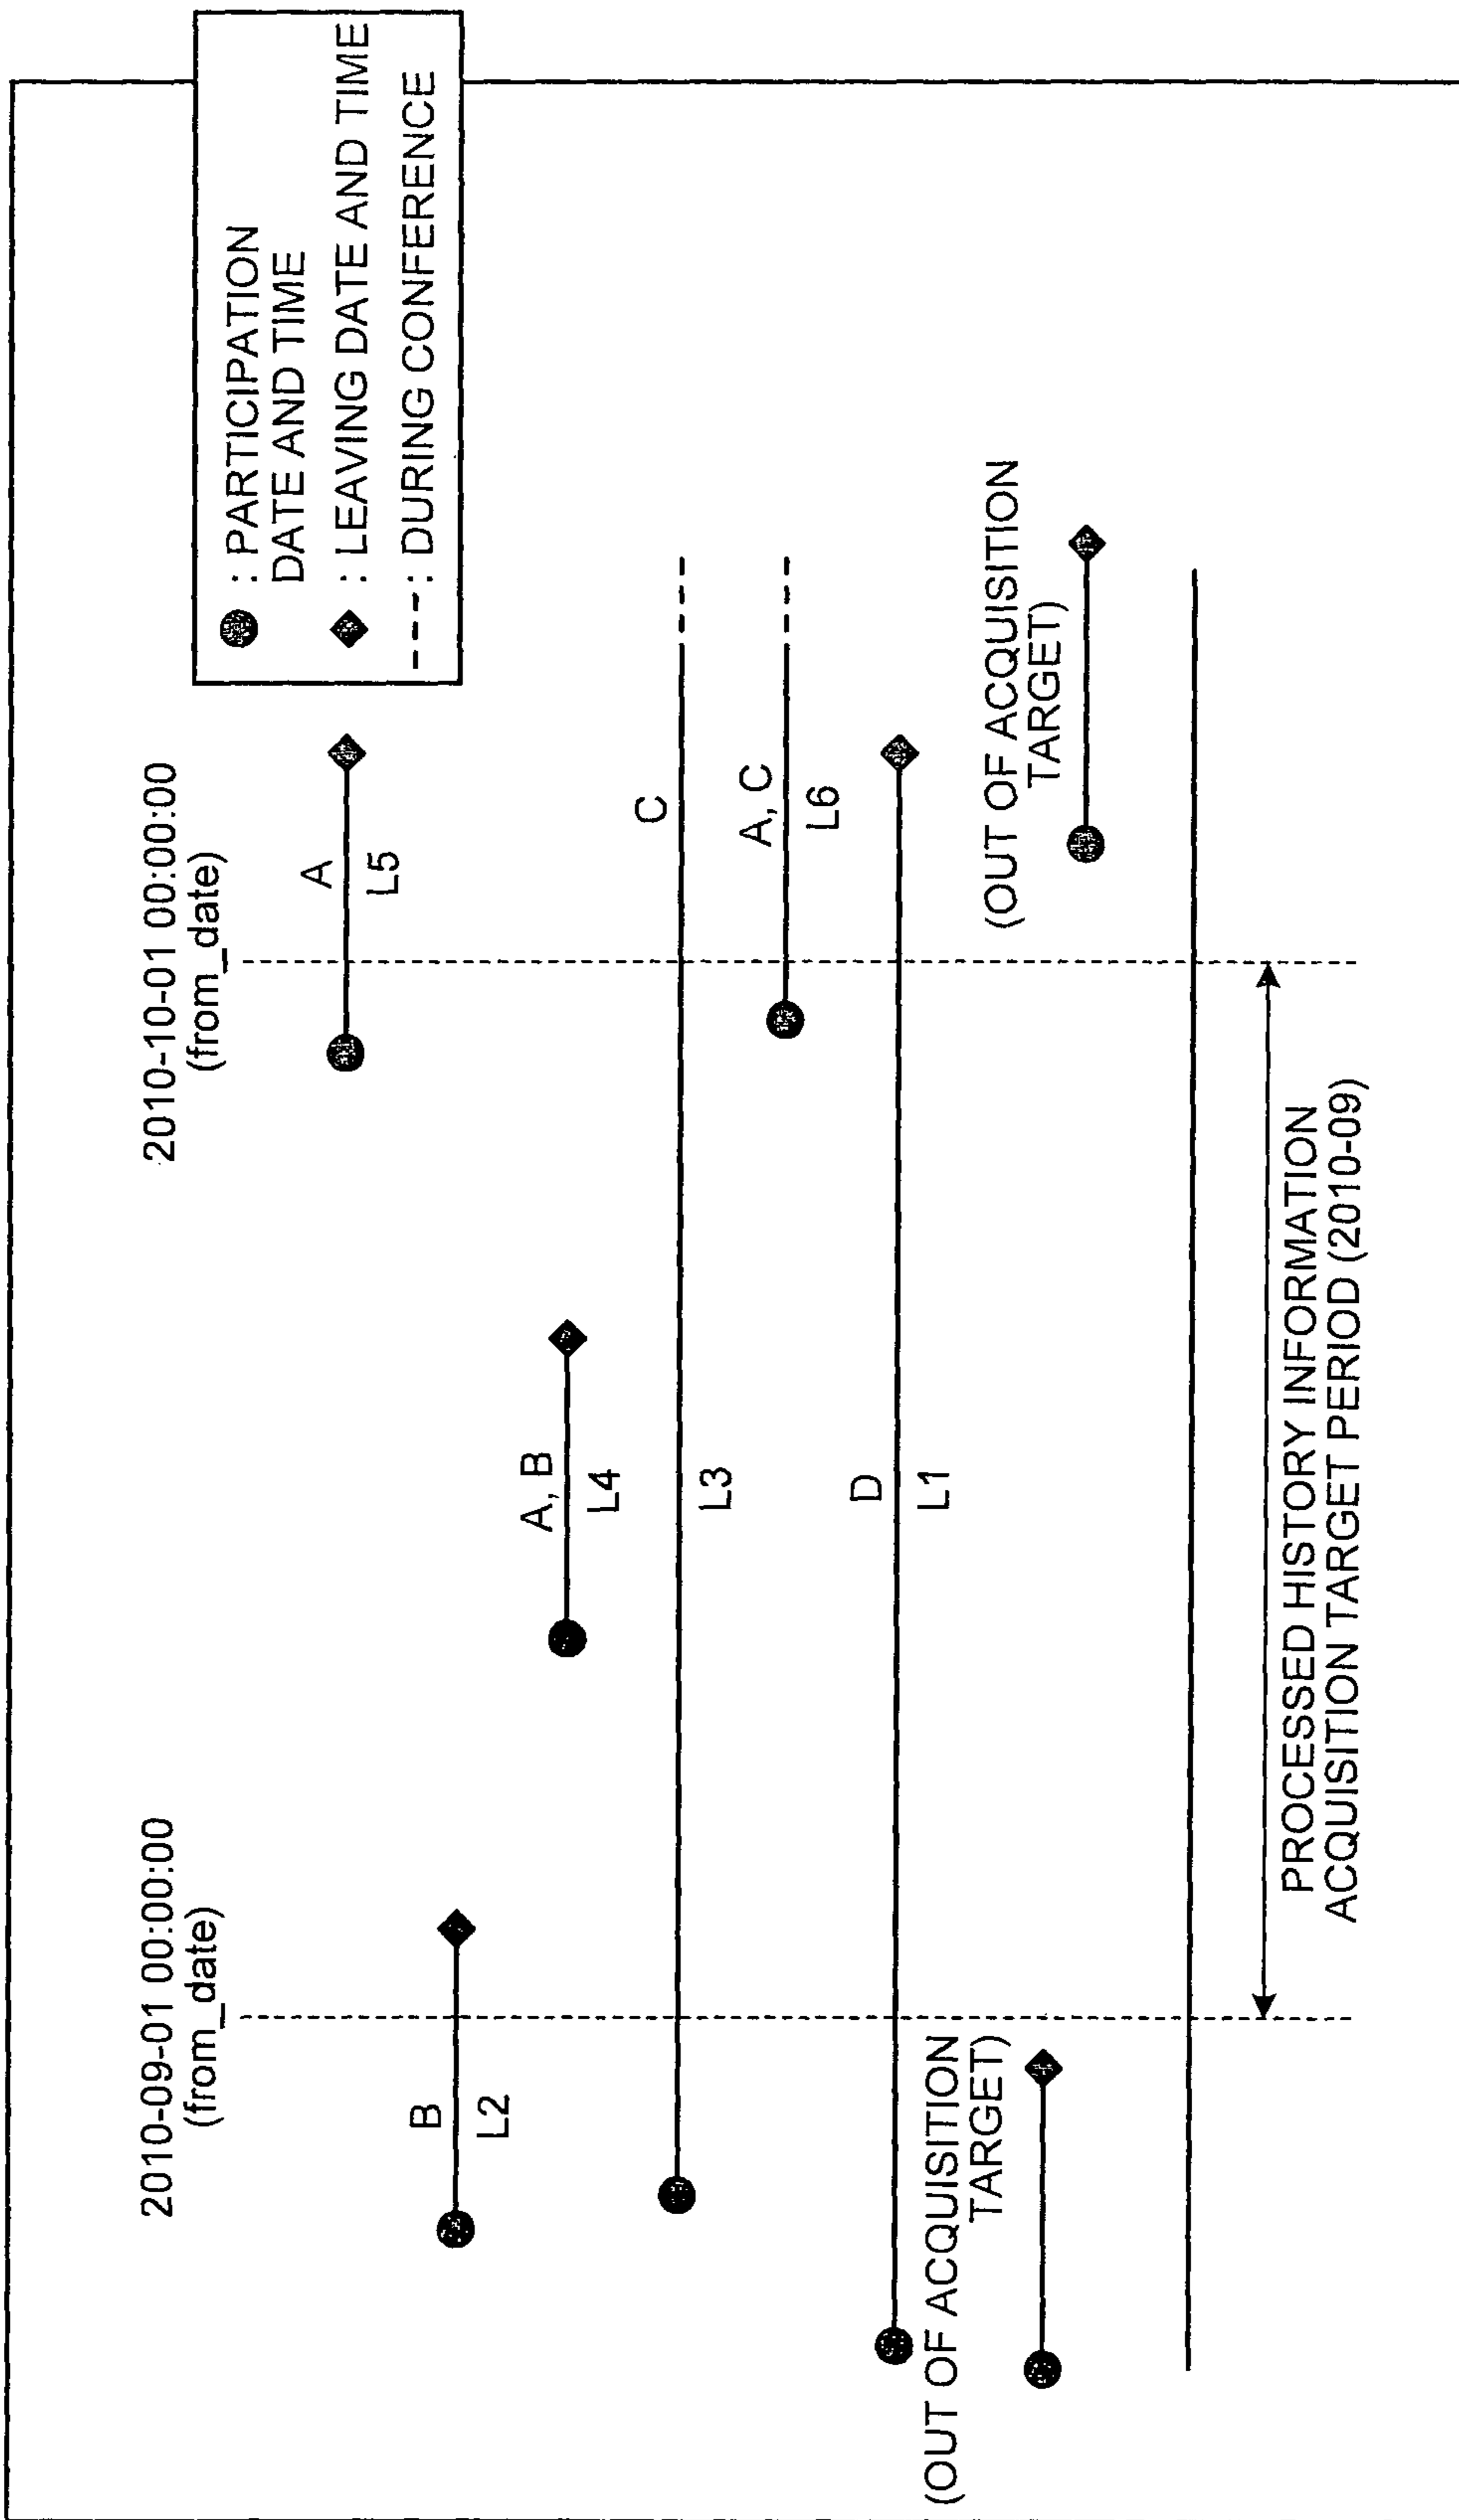 2010-09-01 00:00:00
(from_date)
2010-10-01 00:00:00
(from_date)
: PARTICIPATION
DATE AND TIME
: LEAVING DATE AND TIME
: DURING CONFERENCE
A
L5
B
L2
A, B
L4
C
L3
A, C
L6
D
L1
(OUT OF ACQUISITION
TARGET)
(OUT OF ACQUISITION
TARGET)
PROCESSED HISTORY INFORMATION
ACQUISITION TARGET PERIOD (2010-09)